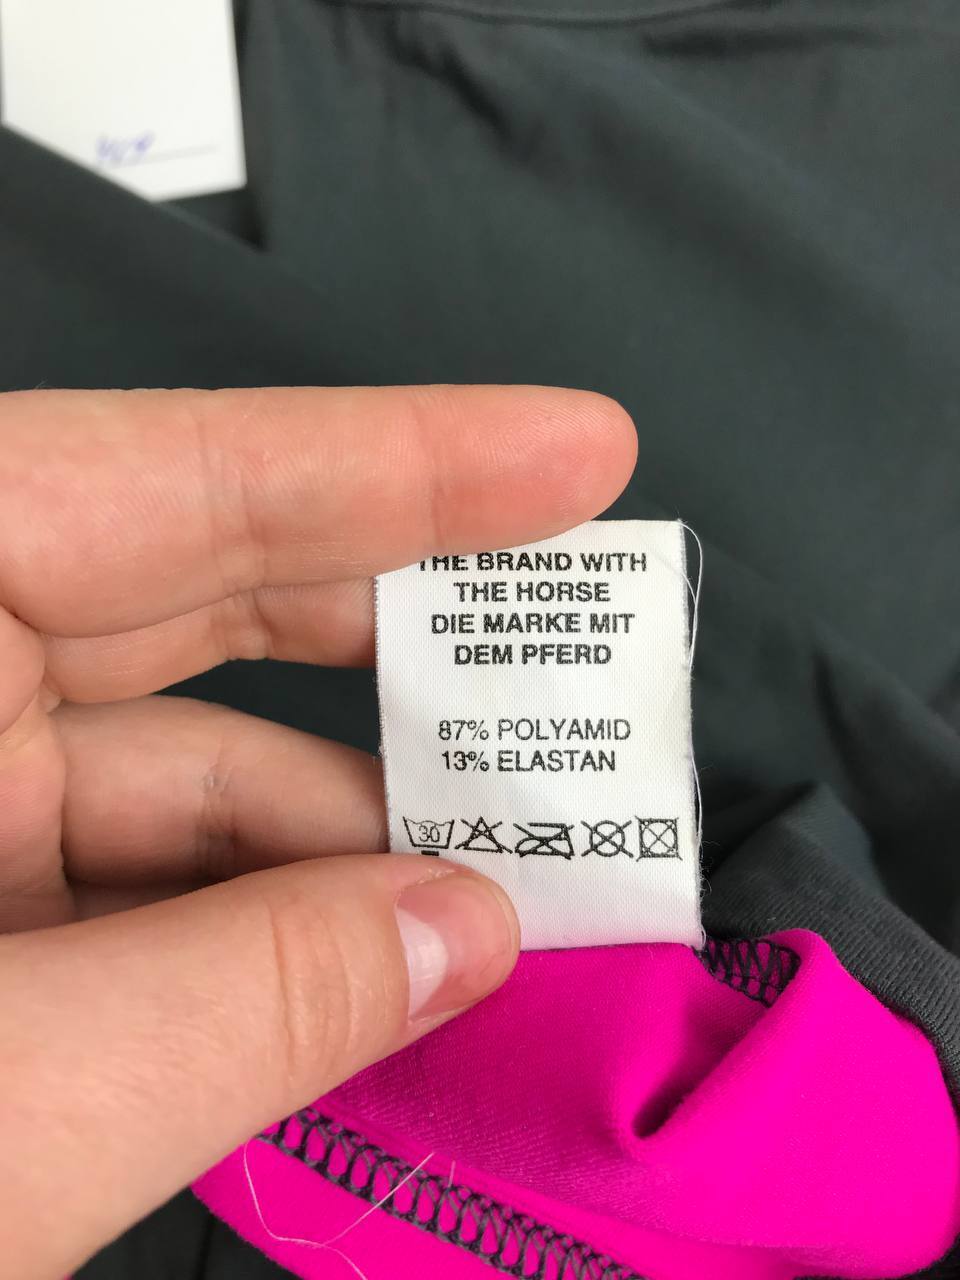 THE BRAND WITH
THE HORSE
DIE MARKE MIT
DEM PFERD
87% POLYAMID
13% ELASTAN
30